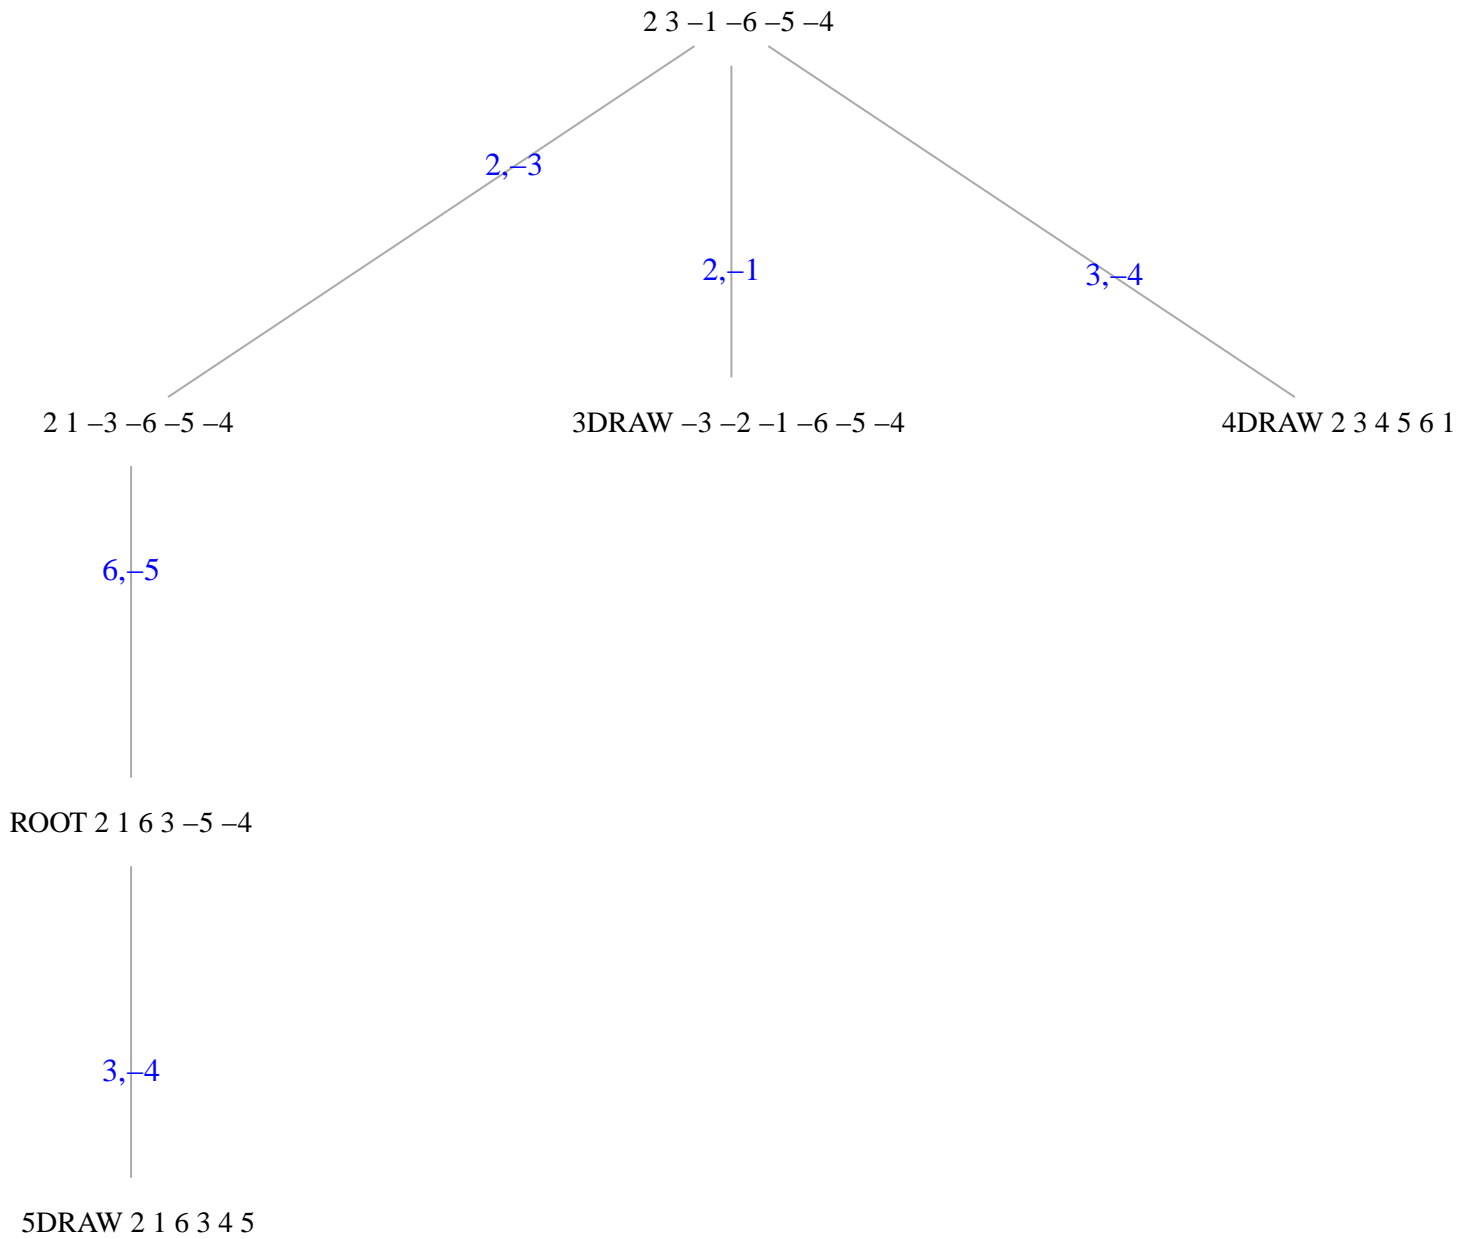 2 3 –1 –6 –5 –4
2,–3
2,–1
3,–4
2 1 –3 –6 –5 –4
3DRAW –3 –2 –1 –6 –5 –4
4DRAW 2 3 4 5 6 1
6,–5
ROOT 2 1 6 3 –5 –4
3,–4
5DRAW 2 1 6 3 4 5